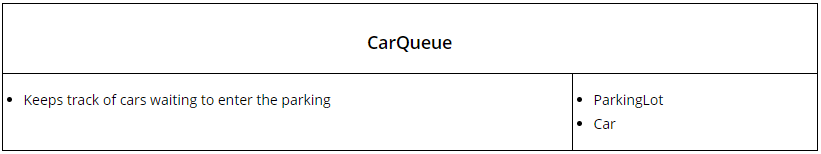 CarQueue
• Keeps track of cars waiting to enter the parking
• ParkingLot
• Car